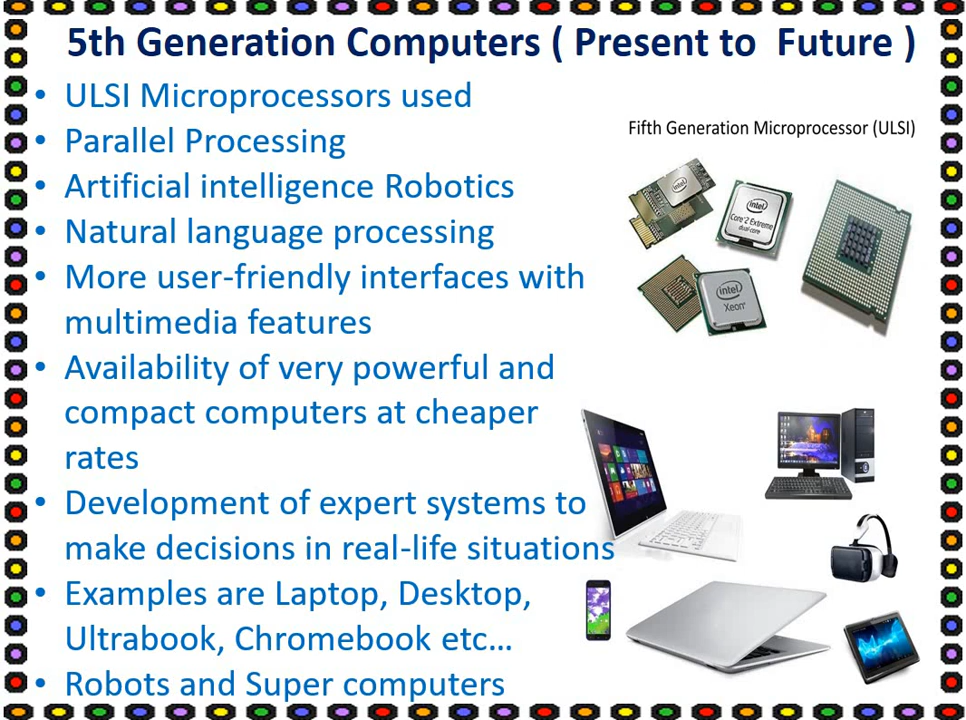 5th Generation Computers ( Present to Future )
• ULSI Microprocessors used
• Parallel Processing
• Artificial intelligence Robotics
• Natural language processing
• More user-friendly interfaces with
multimedia features
• Availability of very powerful and
compact computers at cheaper
rates
• Development of expert systems to
make decisions in real-life situations
• Examples are Laptop, Desktop,
Ultrabook, Chromebook etc...
• Robots and Super computers
Fifth Generation Microprocessor (ULSI)
intel
intel
Core™2 Extreme
dual-core
intel
Xeon®